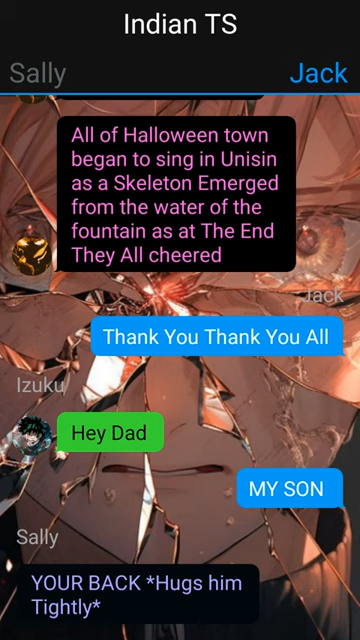 Indian TS
Sally
Jack
All of Halloween town
began to sing in Unisin
as a Skeleton Emerged
from the water of the
fountain as at The End
They All cheered
Jack
Thank You Thank You All
Izuku
Hey Dad
MY SON
Sally
YOUR BACK *Hugs him
Tightly*